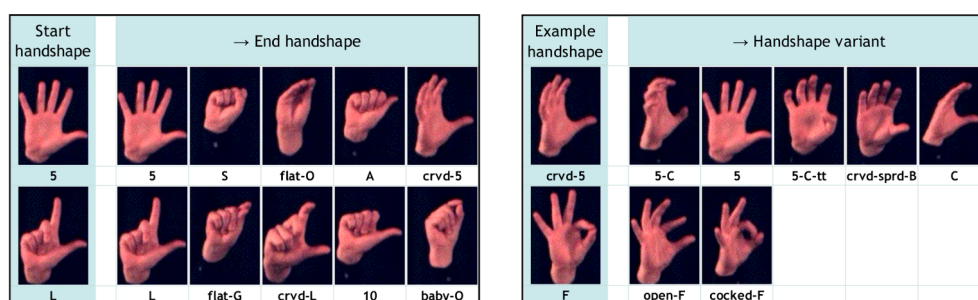 Start handshape → End handshape
5 5 S flat-O A crvd-5
L L flat-G crvd-L 10 baby-O
Example handshape → Handshape variant
crvd-5 5-C 5 5-C-tt crvd-sprd-B C
F open-F cocked-F